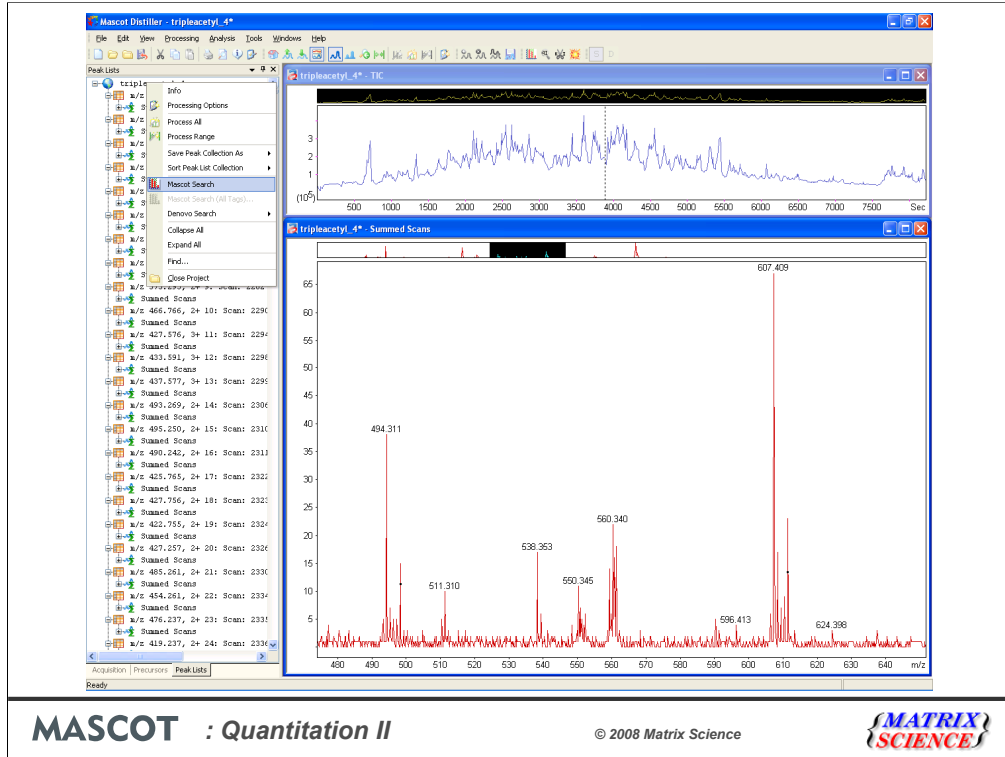 Mascot Distiller - tripleacetyl_4*
File Edit View Processing Analysis Tools Windows Help
Peak Lists
Info
Processing Options
Process All
Process Range
Save Peak Collection As
Sort Peak List Collection
Mascot Search
Mascot Search (All Tags)...
Denovo Search
Collapse All
Expand All
Find...
Close Project
Summed Scans
m/z 466.766, 2+ 10: Scan: 2290
Summed Scans
m/z 427.576, 3+ 11: Scan: 2294
Summed Scans
m/z 433.591, 3+ 12: Scan: 2298
Summed Scans
m/z 437.577, 3+ 13: Scan: 2299
Summed Scans
m/z 493.269, 2+ 14: Scan: 2306
Summed Scans
m/z 495.250, 2+ 15: Scan: 2310
Summed Scans
m/z 490.242, 2+ 16: Scan: 2311
Summed Scans
m/z 425.765, 2+ 17: Scan: 2322
Summed Scans
m/z 427.756, 2+ 18: Scan: 2323
Summed Scans
m/z 422.755, 2+ 19: Scan: 2324
Summed Scans
m/z 427.257, 2+ 20: Scan: 2326
Summed Scans
m/z 485.261, 2+ 21: Scan: 2330
Summed Scans
m/z 454.261, 2+ 22: Scan: 2334
Summed Scans
m/z 476.237, 2+ 23: Scan: 2335
Summed Scans
m/z 419.237, 2+ 24: Scan: 2336
Acquisition Precursors Peak Lists
Ready
tripleacetyl_4* - TIC
3
2
1
(10⁵)
500 1000 1500 2000 2500 3000 3500 4000 4500 5000 5500 6000 6500 7000 7500 Sec
tripleacetyl_4* - Summed Scans
607.409
65
60
55
50
45
40
494.311
35
30
25
560.340
20
538.353
15
550.345
511.310
10
596.413
624.398
5
480 490 500 510 520 530 540 550 560 570 580 590 600 610 620 630 640 m/z
MASCOT : Quantitation II
© 2008 Matrix Science
{MATRIX
SCIENCE}